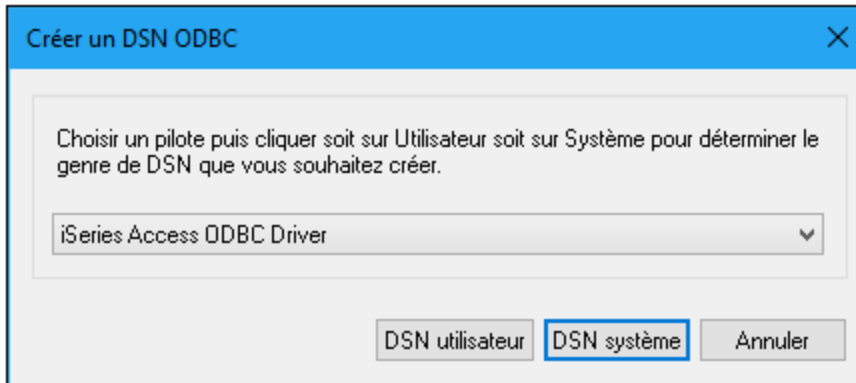 Créer un DSN ODBC
Choisir un pilote puis cliquer soit sur Utilisateur soit sur Système pour déterminer le
genre de DSN que vous souhaitez créer.
iSeries Access ODBC Driver
DSN utilisateur DSN système Annuler